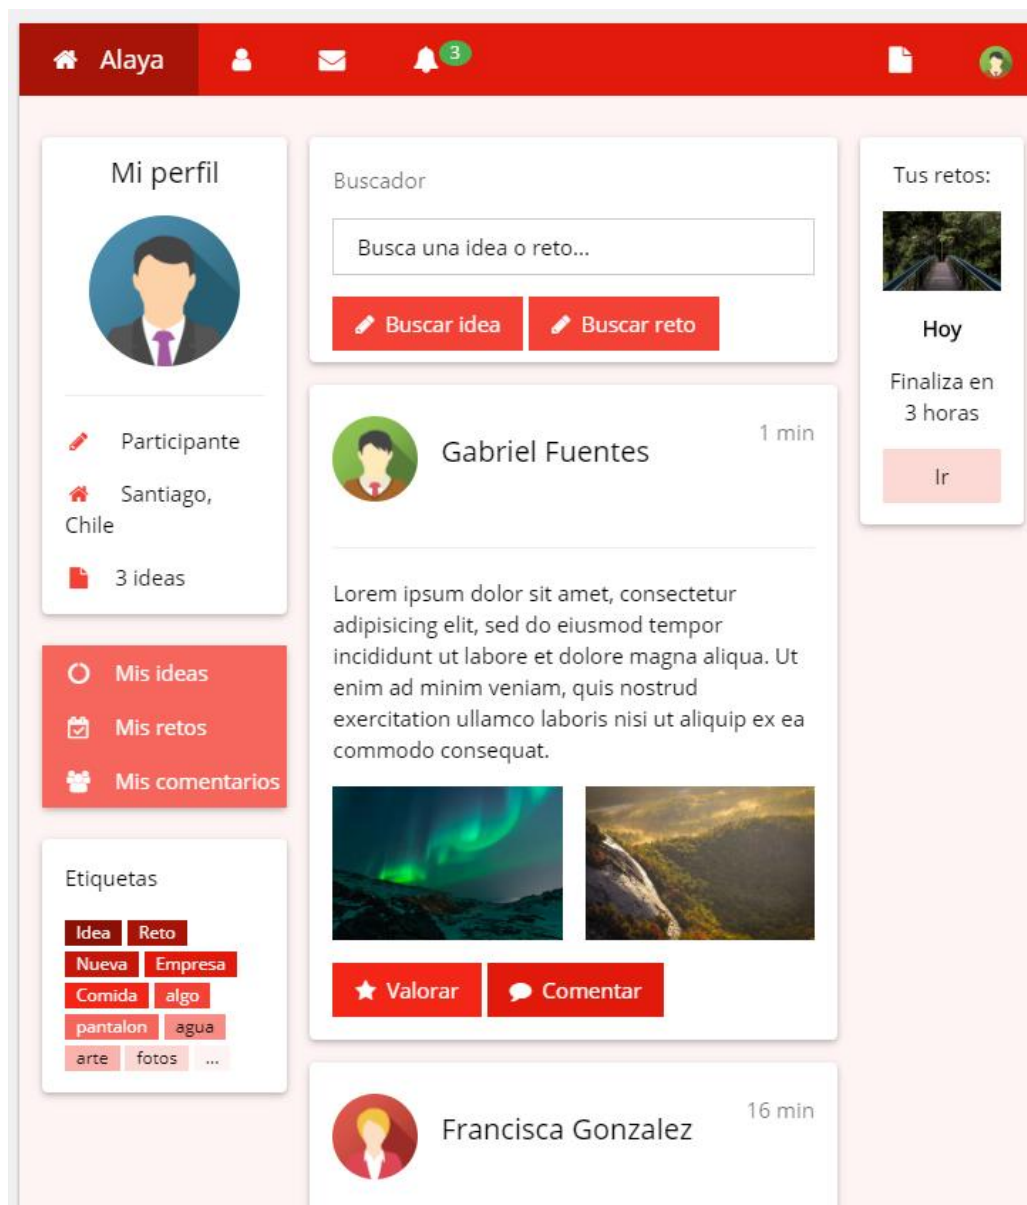 Alaya
3
Mi perfil
Participante
Santiago,
Chile
3 ideas
Mis ideas
Mis retos
Mis comentarios
Etiquetas
Idea Reto
Nueva Empresa
Comida algo
pantalon agua
arte fotos ...
Buscador
Busca una idea o reto...
Buscar idea Buscar reto
Gabriel Fuentes
1 min
Lorem ipsum dolor sit amet, consectetur
adipisicing elit, sed do eiusmod tempor
incididunt ut labore et dolore magna aliqua. Ut
enim ad minim veniam, quis nostrud
exercitation ullamco laboris nisi ut aliquip ex ea
commodo consequat.
Valorar Comentar
Francisca Gonzalez
16 min
Tus retos:
Hoy
Finaliza en
3 horas
Ir